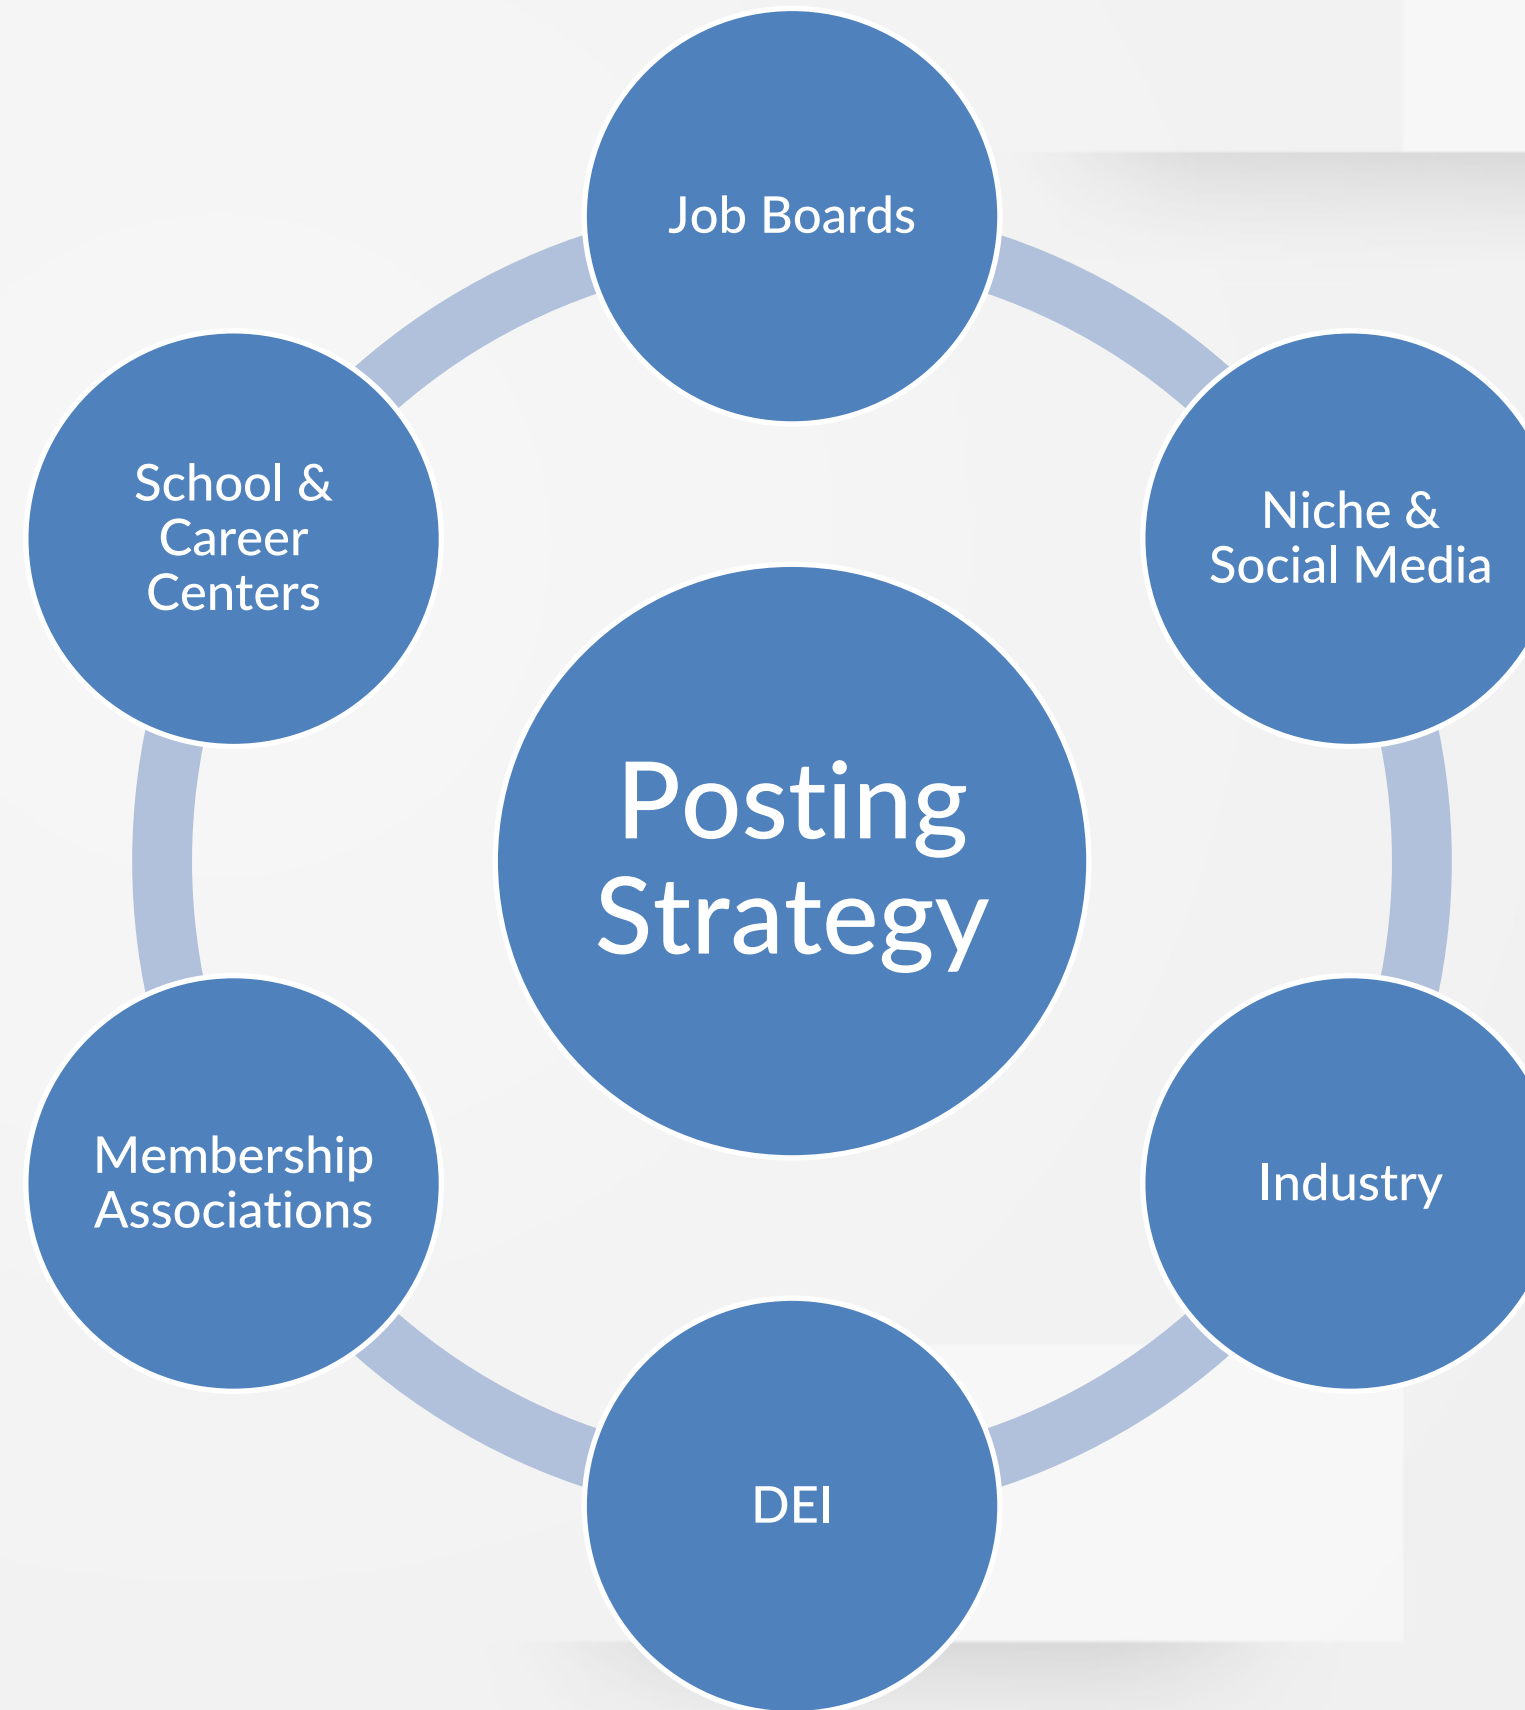 Job Boards
Niche &
Social Media
Industry
DEI
Membership
Associations
School &
Career
Centers
Posting
Strategy